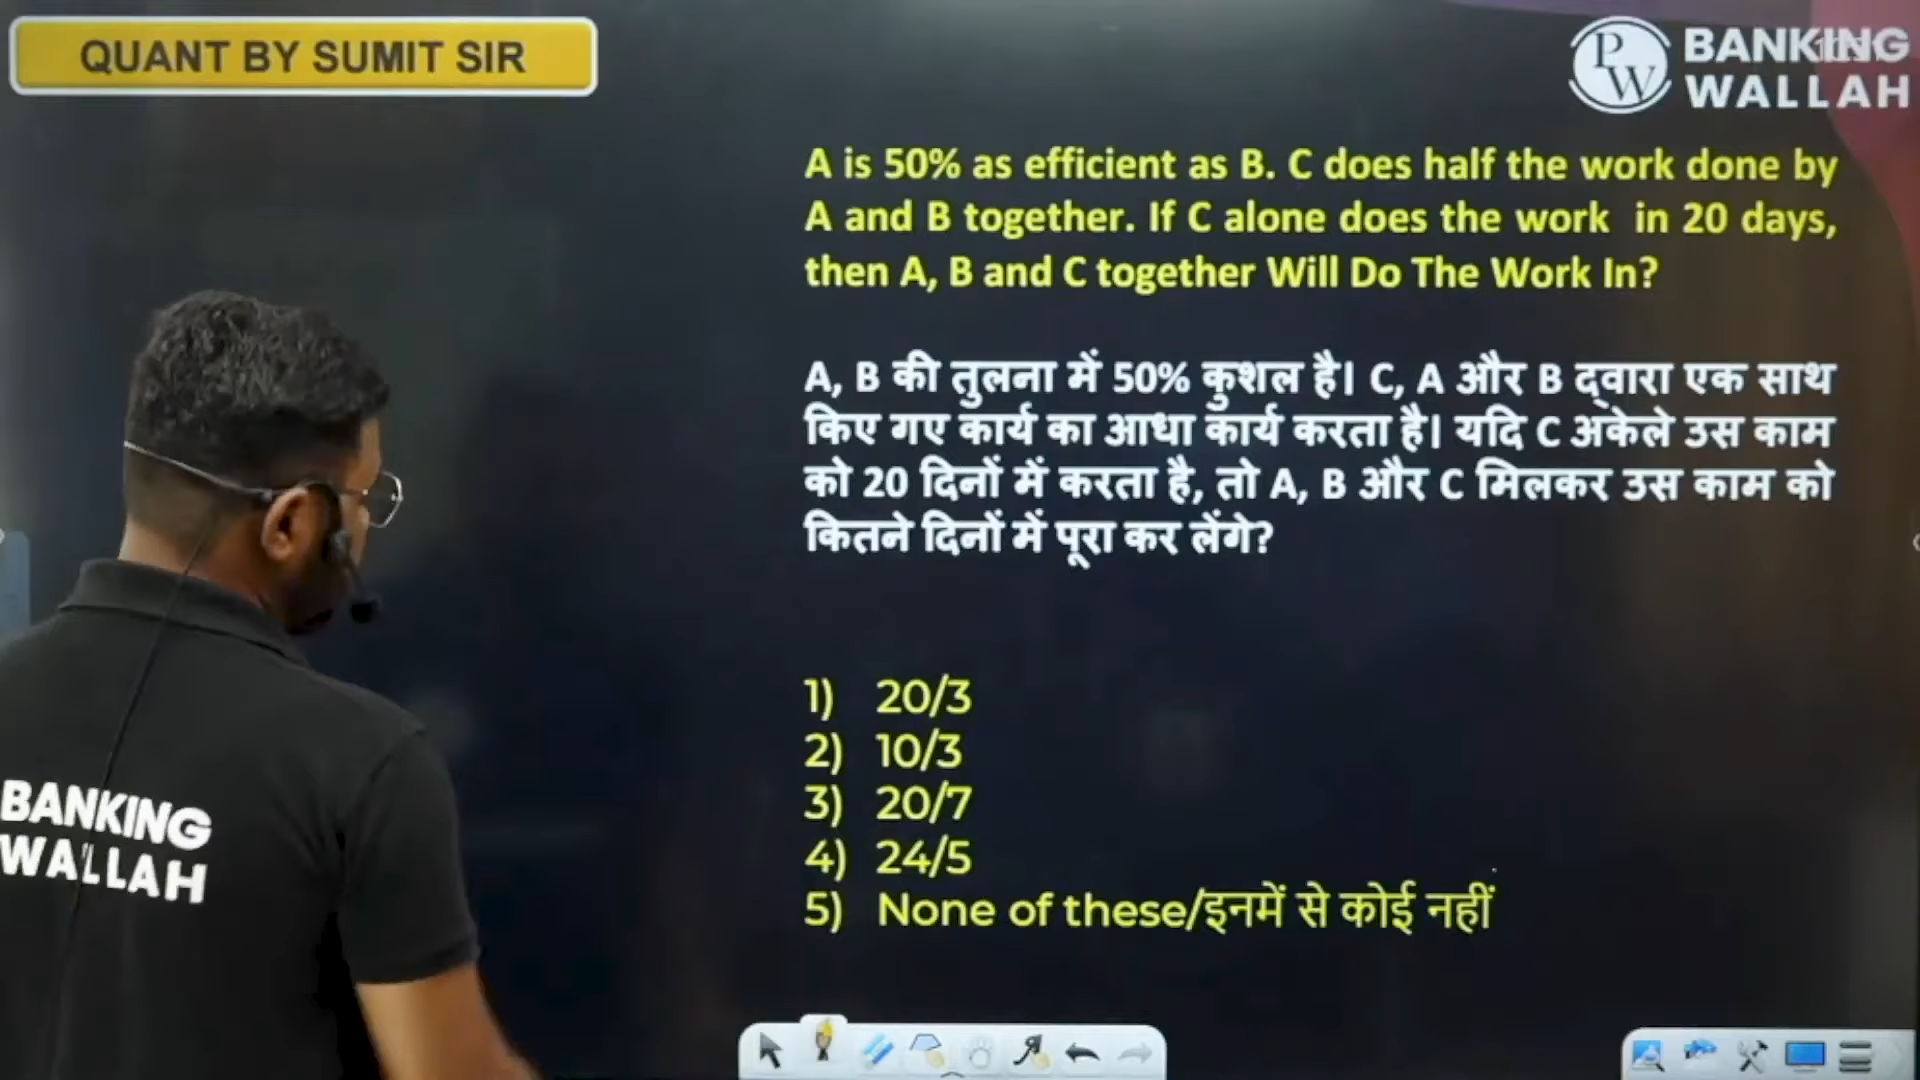 QUANT BY SUMIT SIR
BANKING
WALLAH
A is 50% as efficient as B. C does half the work done by
A and B together. If C alone does the work in 20 days,
then A, B and C together Will Do The Work In?
A, B की तुलना में 50% कुशल है। C, A और B द्वारा एक साथ
किए गए कार्य का आधा कार्य करता है। यदि C अकेले उस काम
को 20 दिनों में करता है, तो A, B और C मिलकर उस काम को
कितने दिनों में पूरा कर लेंगे?
1) 20/3
2) 10/3
3) 20/7
4) 24/5
5) None of these/इनमें से कोई नहीं
BANKING
WALLAH